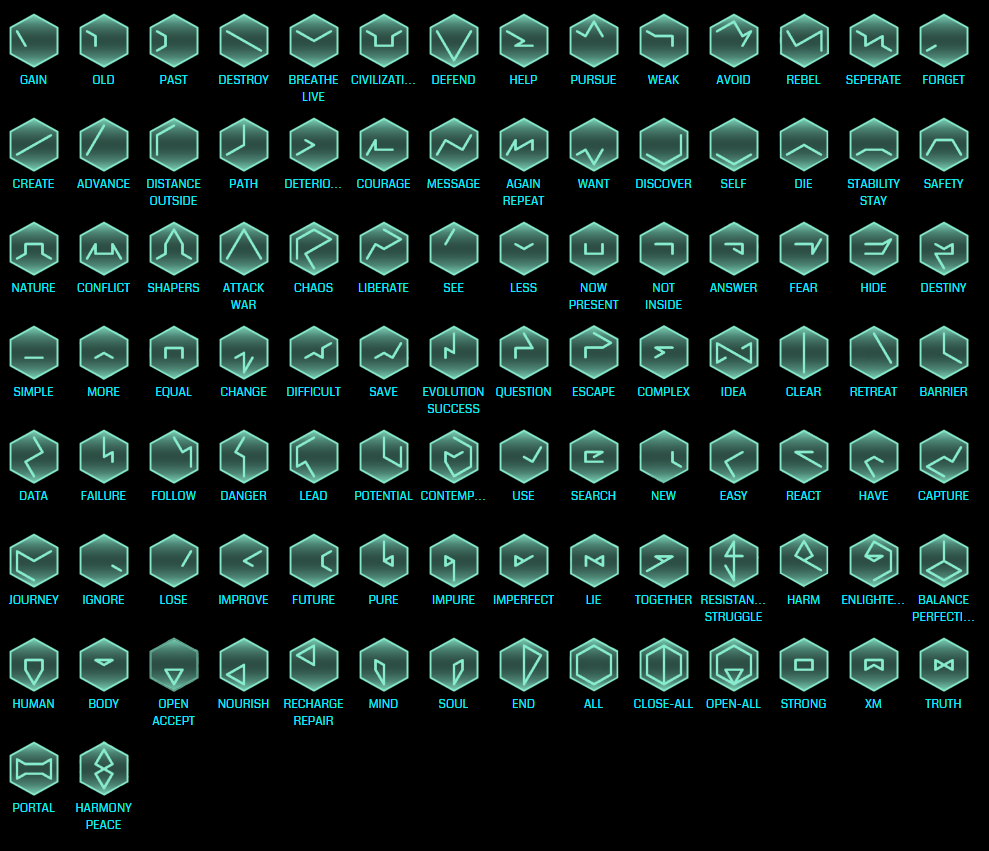 GAIN OLD PAST DESTROY BREATHE CIVILIZATI... DEFEND HELP PURSUE WEAK AVOID REBEL SEPERATE FORGET
LIVE
CREATE ADVANCE DISTANCE PATH DETERIO... COURAGE MESSAGE AGAIN WANT DISCOVER SELF DIE STABILITY SAFETY
OUTSIDE REPEAT STAY
NATURE CONFLICT SHAPERS ATTACK CHAOS LIBERATE SEE LESS NOW NOT ANSWER FEAR HIDE DESTINY
WAR PRESENT INSIDE
SIMPLE MORE EQUAL CHANGE DIFFICULT SAVE EVOLUTION QUESTION ESCAPE COMPLEX IDEA CLEAR RETREAT BARRIER
SUCCESS
DATA FAILURE FOLLOW DANGER LEAD POTENTIAL CONTEMP... USE SEARCH NEW EASY REACT HAVE CAPTURE
JOURNEY IGNORE LOSE IMPROVE FUTURE PURE IMPURE IMPERFECT LIE TOGETHER RESISTAN... HARM ENLIGHTE... BALANCE
STRUGGLE PERFECTI...
HUMAN BODY OPEN NOURISH RECHARGE MIND SOUL END ALL CLOSE-ALL OPEN-ALL STRONG XM TRUTH
ACCEPT REPAIR
PORTAL HARMONY
PEACE